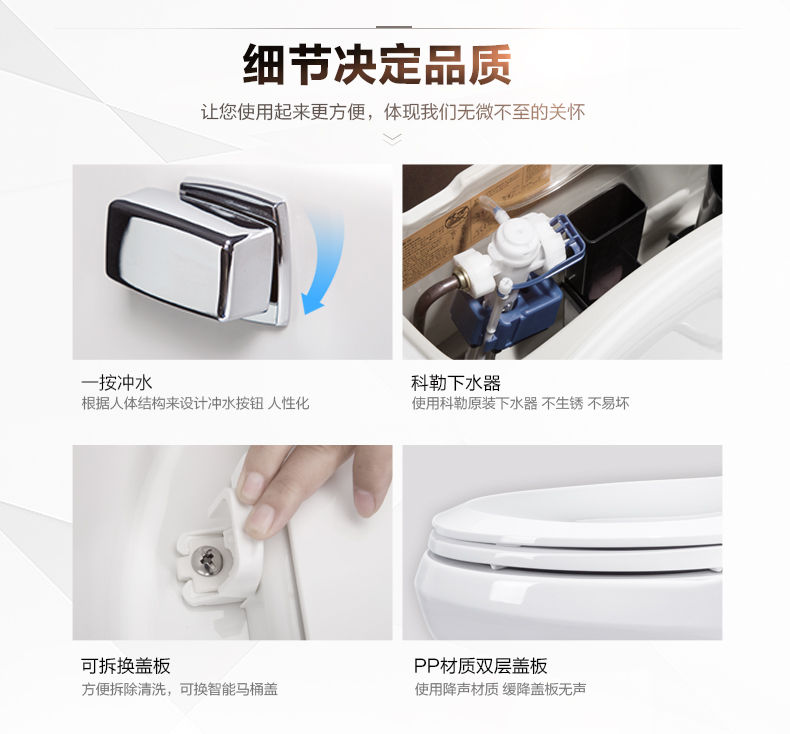 细节决定品质
让您使用起来更方便，体现我们无微不至的关怀
一按冲水
根据人体结构来设计冲水按钮 人性化
科勒下水器
使用科勒原装下水器 不生锈 不易坏
可拆换盖板
方便拆除清洗，可换智能马桶盖
PP材质双层盖板
使用降声材质 缓降盖板无声